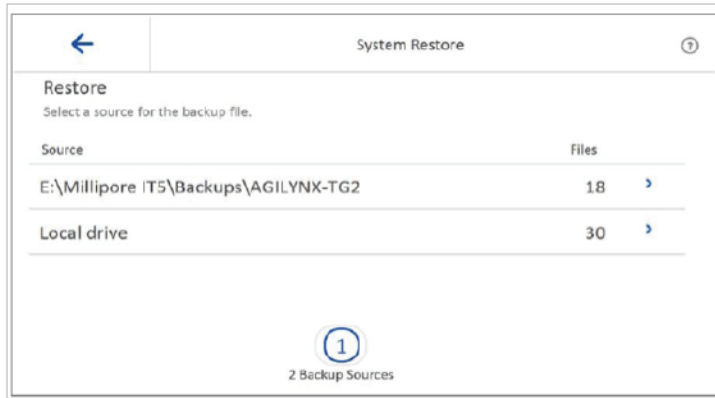 System Restore
?
Restore
Select a source for the backup file.
Source Files
E:\Millipore IT5\Backups\AGILYNX-TG2 18
Local drive 30
1
2 Backup Sources